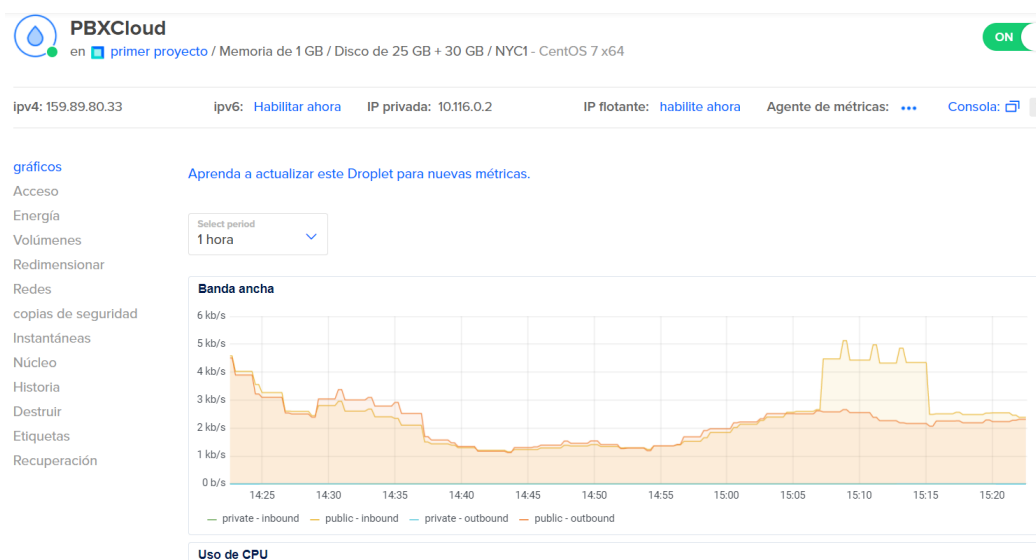 PBXCloud
en primer proyecto / Memoria de 1 GB / Disco de 25 GB + 30 GB / NYC1 - CentOS 7 x64
ON
ipv4: 159.89.80.33 ipv6: Habilitar ahora IP privada: 10.116.0.2 IP flotante: habilite ahora Agente de métricas: ••• Consola:
gráficos
Acceso
Energía
Volúmenes
Redimensionar
Redes
copias de seguridad
Instantáneas
Núcleo
Historia
Destruir
Etiquetas
Recuperación
Aprenda a actualizar este Droplet para nuevas métricas.
Select period
1 hora
Banda ancha
6 kb/s
5 kb/s
4 kb/s
3 kb/s
2 kb/s
1 kb/s
0 b/s
14:25 14:30 14:35 14:40 14:45 14:50 14:55 15:00 15:05 15:10 15:15 15:20
private - inbound public - inbound private - outbound public - outbound
Uso de CPU